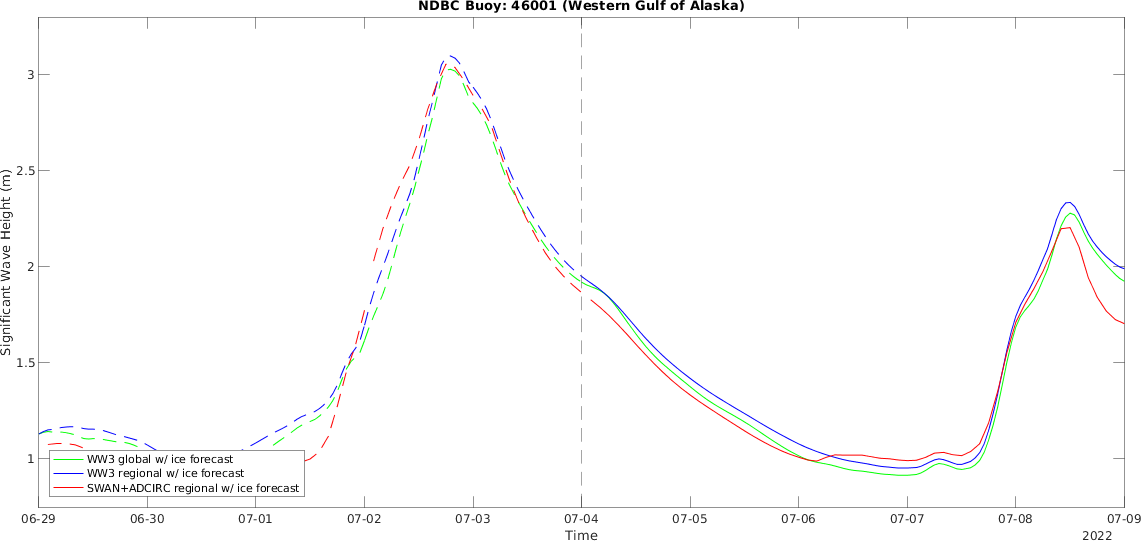 NDBC Buoy: 46001 (Western Gulf of Alaska)
3
2.5
2
1.5
1
Significant Wave Height (m)
WW3 global w/ ice forecast
WW3 regional w/ ice forecast
SWAN+ADCIRC regional w/ ice forecast
06-29 06-30 07-01 07-02 07-03 07-04 07-05 07-06 07-07 07-08 07-09
Time
2022